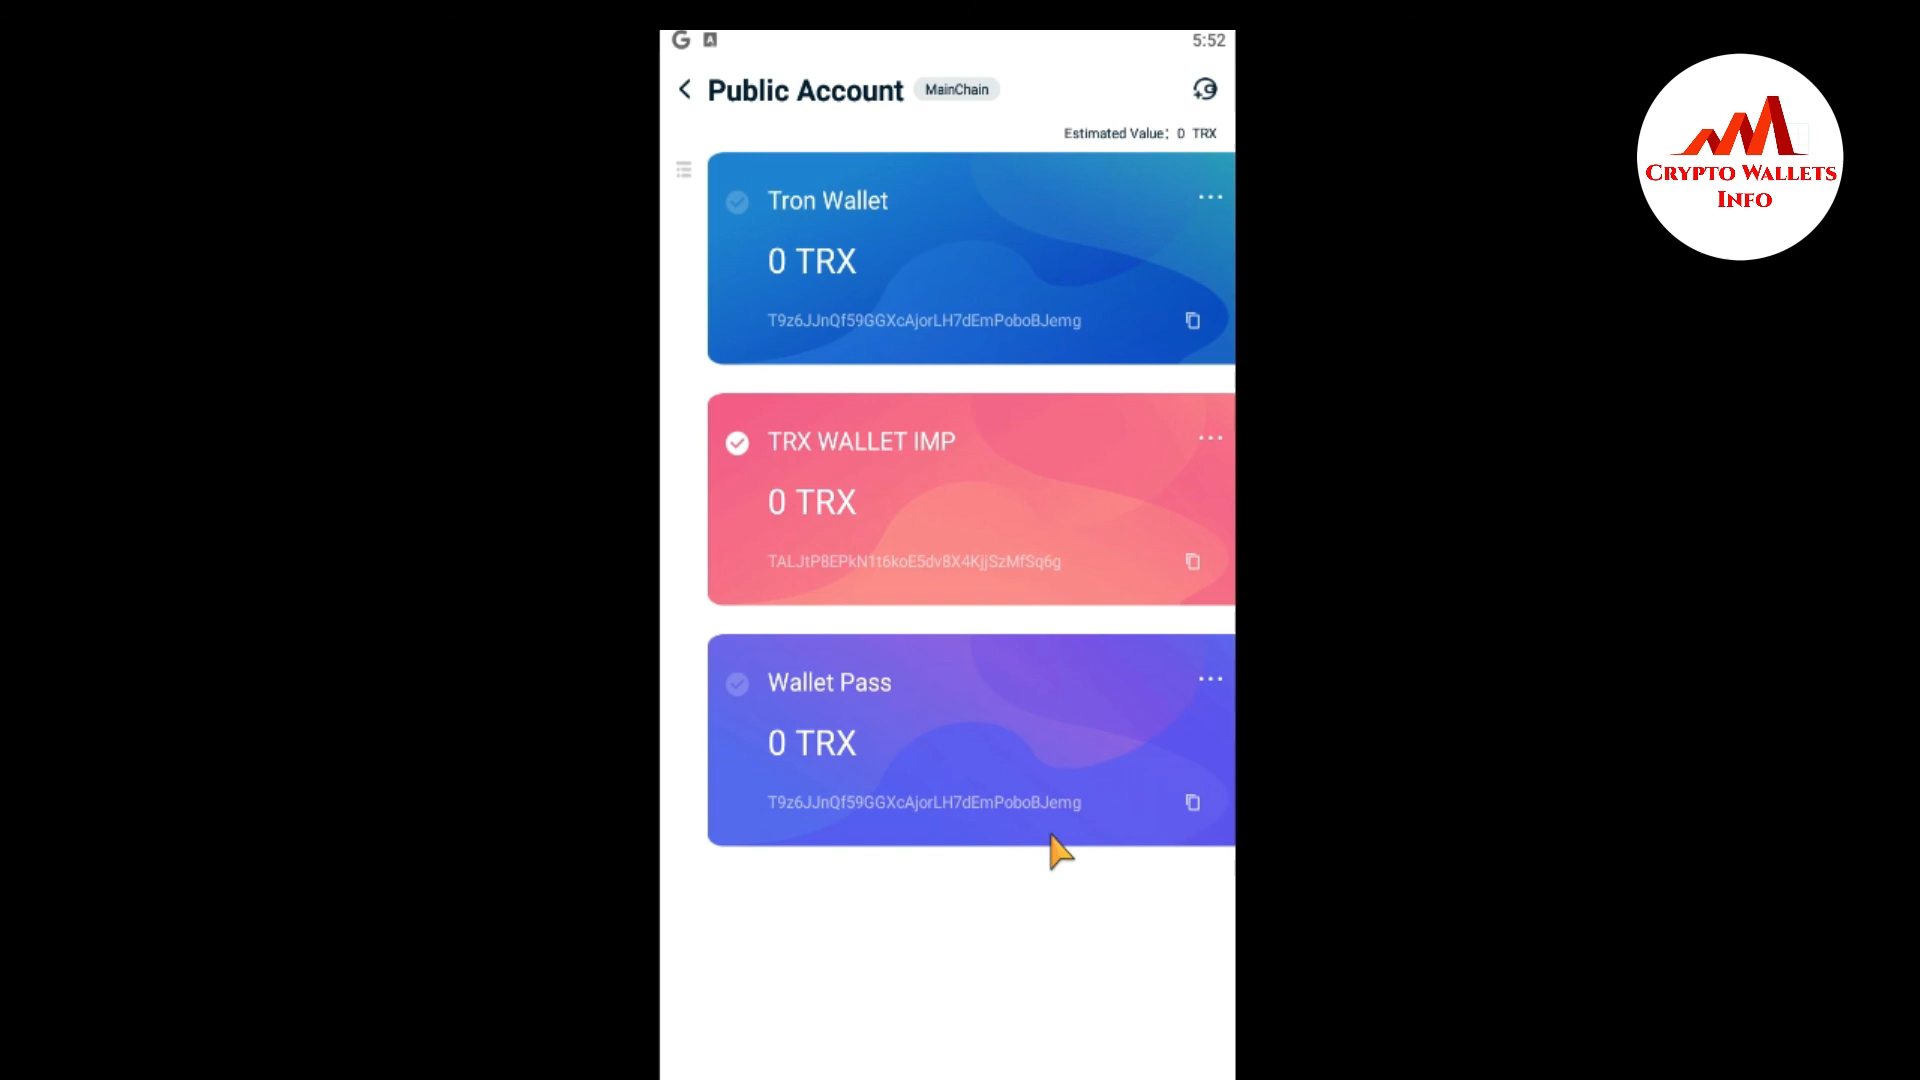 G A 5:52
Public Account MainChain
Estimated Value: 0 TRX
Tron Wallet
0 TRX
T9z6JJnQf59GGXcAjorLH7dEmPoboBJemg
TRX WALLET IMP
0 TRX
TALJtP8EPkN1t6koE5dv8X4KjjSzMfSq6g
Wallet Pass
0 TRX
T9z6JJnQf59GGXcAjorLH7dEmPoboBJemg
CRYPTO WALLETS
INFO